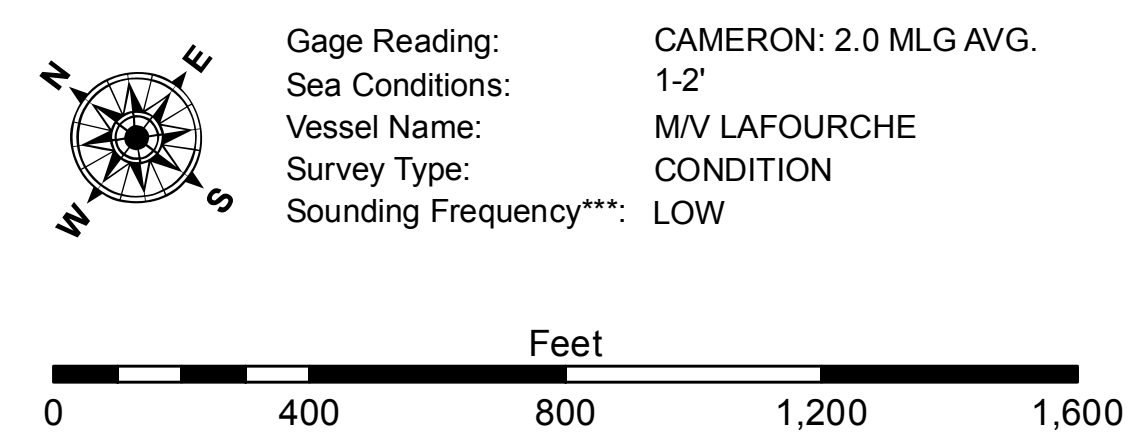 N E
W S
Gage Reading: CAMERON: 2.0 MLG AVG.
Sea Conditions: 1-2'
Vessel Name: M/V LAFOURCHE
Survey Type: CONDITION
Sounding Frequency***: LOW
Feet
0 400 800 1,200 1,600